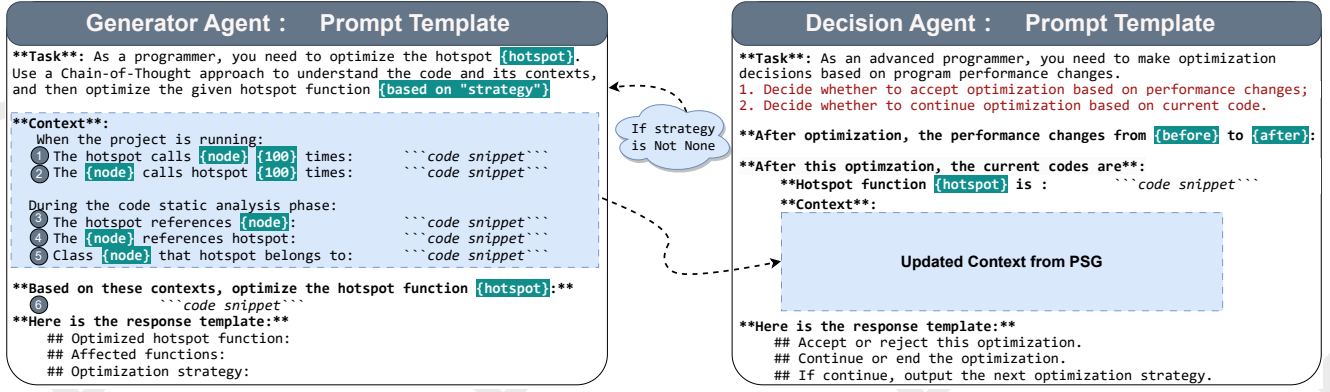 Generator Agent： Prompt Template
**Task**: As a programmer, you need to optimize the hotspot {hotspot}.
Use a Chain-of-Thought approach to understand the code and its contexts,
and then optimize the given hotspot function {based on "strategy"}
**Context**:
When the project is running:
1 The hotspot calls {node} {100} times: ```code snippet```
2 The {node} calls hotspot {100} times: ```code snippet```
During the code static analysis phase:
3 The hotspot references {node}: ```code snippet```
4 The {node} references hotspot: ```code snippet```
5 Class {node} that hotspot belongs to: ```code snippet```
**Based on these contexts, optimize the hotspot function {hotspot}:**
6 ```code snippet```
**Here is the response template:**
## Optimized hotspot function:
## Affected functions:
## Optimization strategy:
If strategy
is Not None
Decision Agent： Prompt Template
**Task**: As an advanced programmer, you need to make optimization
decisions based on program performance changes.
1. Decide whether to accept optimization based on performance changes;
2. Decide whether to continue optimization based on current code.
**After optimization, the performance changes from {before} to {after}:
**After this optimzation, the current codes are**:
**Hotspot function {hotspot} is : ```code snippet```
**Context**:
Updated Context from PSG
**Here is the response template:**
## Accept or reject this optimization.
## Continue or end the optimization.
## If continue, output the next optimization strategy.